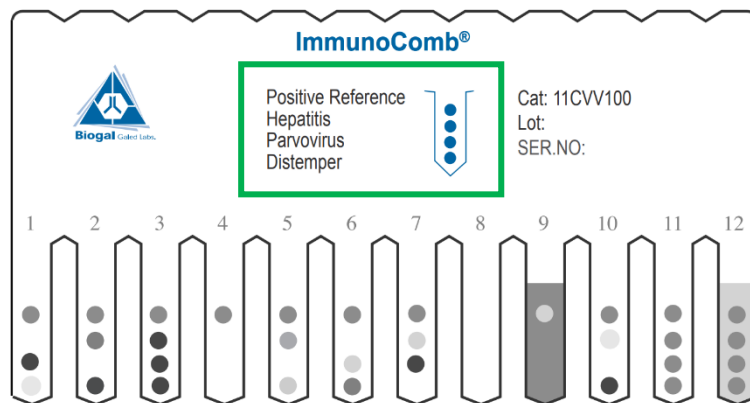 ImmunoComb®
Positive Reference
Hepatitis
Parvovirus
Distemper
Cat: 11CVV100
Lot:
SER.NO:
Biogal Galed Labs.
1 2 3 4 5 6 7 8 9 10 11 12